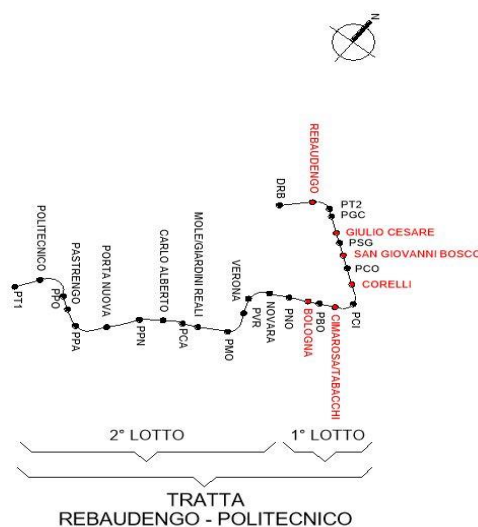 N
REBAUDENGO
DRB
PT2
PGC
GIULIO CESARE
PSG
SAN GIOVANNI BOSCO
PCO
CORELLI
PCI
CIMAROSA/TABACCHI
PBO
BOLOGNA
PNO
NOVARA
PVR
VERONA
PMO
MOLE/GIARDINI REALI
PCA
CARLO ALBERTO
PPN
PORTA NUOVA
PPA
PASTRENGO
PPO
POLITECNICO
PT1
2° LOTTO
1° LOTTO
TRATTA
REBAUDENGO - POLITECNICO